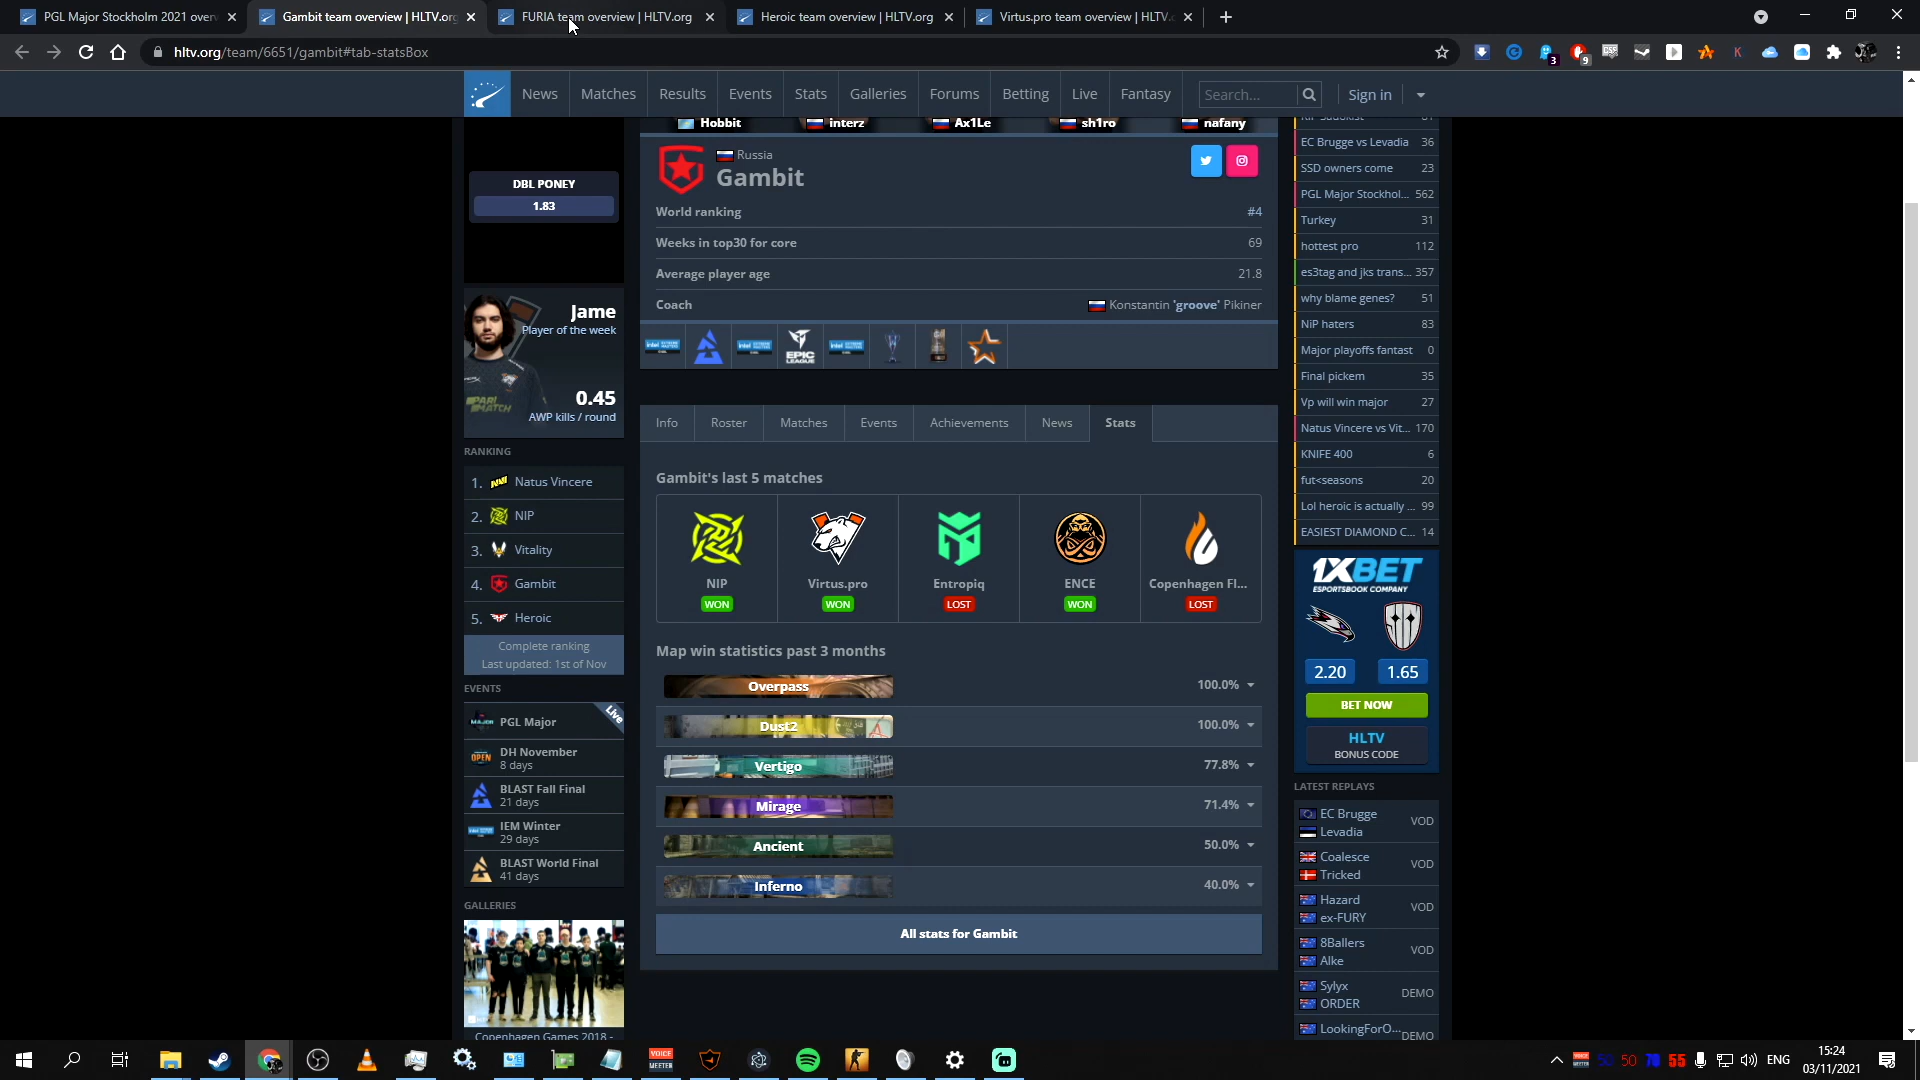 PGL Major Stockholm 2021 over
Gambit team overview | HLTV.org
FURIA team overview | HLTV.org
Heroic team overview | HLTV.org
Virtus.pro team overview | HLTV.
hltv.org/team/6651/gambit#tab-statsBox
News
Matches
Results
Events
Stats
Galleries
Forums
Betting
Live
Fantasy
Search...
Sign in
DBL PONEY
1.83
Jame
Player of the week
0.45
AWP kills / round
RANKING
1. Natus Vincere
2. NIP
3. Vitality
4. Gambit
5. Heroic
Complete ranking
Last updated: 1st of Nov
EVENTS
PGL Major
Live
DH November
8 days
BLAST Fall Final
21 days
IEM Winter
29 days
BLAST World Final
41 days
GALLERIES
Copenhagen Games 2018 -
Hobbit
interz
Ax1Le
sh1ro
nafany
Russia
Gambit
World ranking #4
Weeks in top30 for core 69
Average player age 21.8
Coach Konstantin 'groove' Pikiner
Info
Roster
Matches
Events
Achievements
News
Stats
Gambit's last 5 matches
NIP
WON
Virtus.pro
WON
Entropiq
LOST
ENCE
WON
Copenhagen Fl...
LOST
Map win statistics past 3 months
Overpass 100.0%
Dust2 100.0%
Vertigo 77.8%
Mirage 71.4%
Ancient 50.0%
Inferno 40.0%
All stats for Gambit
EC Brugge vs Levadia 36
SSD owners come 23
PGL Major Stockhol... 562
Turkey 31
hottest pro 112
es3tag and jks trans... 357
why blame genes? 51
NiP haters 83
Major playoffs fantast 0
Final pickem 35
Vp will win major 27
Natus Vincere vs Vit... 170
KNIFE 400 6
fut<seasons 20
Lol heroic is actually ... 99
EASIEST DIAMOND C... 14
1XBET
ESPORTSBOOK COMPANY
2.20
1.65
BET NOW
HLTV
BONUS CODE
LATEST REPLAYS
EC Brugge
Levadia
VOD
Coalesce
Tricked
VOD
Hazard
ex-FURY
VOD
8Ballers
Alke
VOD
Sylyx
ORDER
DEMO
LookingForO...
DEMO
ENG
15:24
03/11/2021